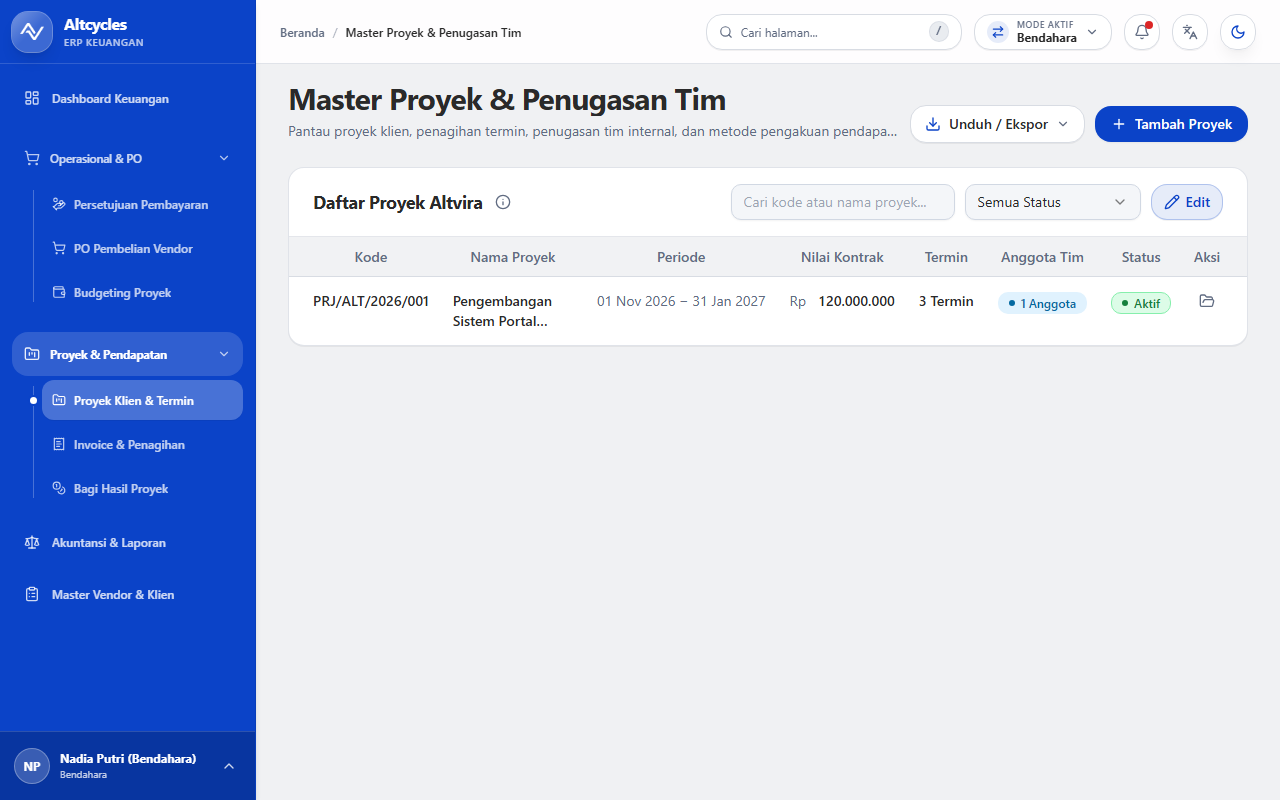 Altcycles
ERP KEUANGAN
Dashboard Keuangan
Operasional & PO
Persetujuan Pembayaran
PO Pembelian Vendor
Budgeting Proyek
Proyek & Pendapatan
Proyek Klien & Termin
Invoice & Penagihan
Bagi Hasil Proyek
Akuntansi & Laporan
Master Vendor & Klien
NP
Nadia Putri (Bendahara)
Bendahara
Beranda / Master Proyek & Penugasan Tim
Cari halaman... /
MODE AKTIF
Bendahara
Master Proyek & Penugasan Tim
Pantau proyek klien, penagihan termin, penugasan tim internal, dan metode pengakuan pendapa...
Unduh / Ekspor
Tambah Proyek
Daftar Proyek Altvira
Cari kode atau nama proyek...
Semua Status
Edit
Kode Nama Proyek Periode Nilai Kontrak Termin Anggota Tim Status Aksi
PRJ/ALT/2026/001 Pengembangan 01 Nov 2026 – 31 Jan 2027 Rp 120.000.000 3 Termin 1 Anggota Aktif
Sistem Portal...